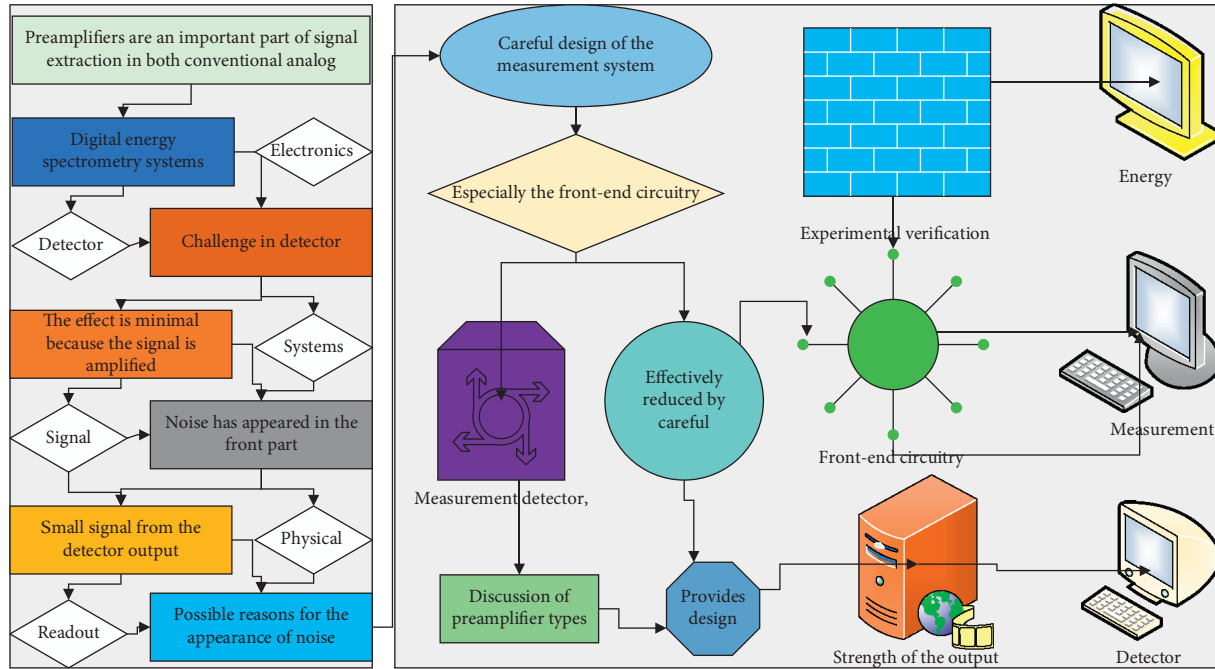 Preamplifiers are an important part of signal
extraction in both conventional analog
Digital energy
spectrometry systems
Electronics
Detector
Challenge in detector
The effect is minimal
because the signal is
amplified
Systems
Signal
Noise has appeared in the
front part
Small signal from the
detector output
Physical
Readout
Possible reasons for the
appearance of noise
Careful design of the
measurement system
Especially the front-end circuitry
Measurement detector,
Effectively
reduced by
careful
Discussion of
preamplifier types
Provides
design
Experimental verification
Front-end circuitry
Strength of the output
Energy
Measurement
Detector